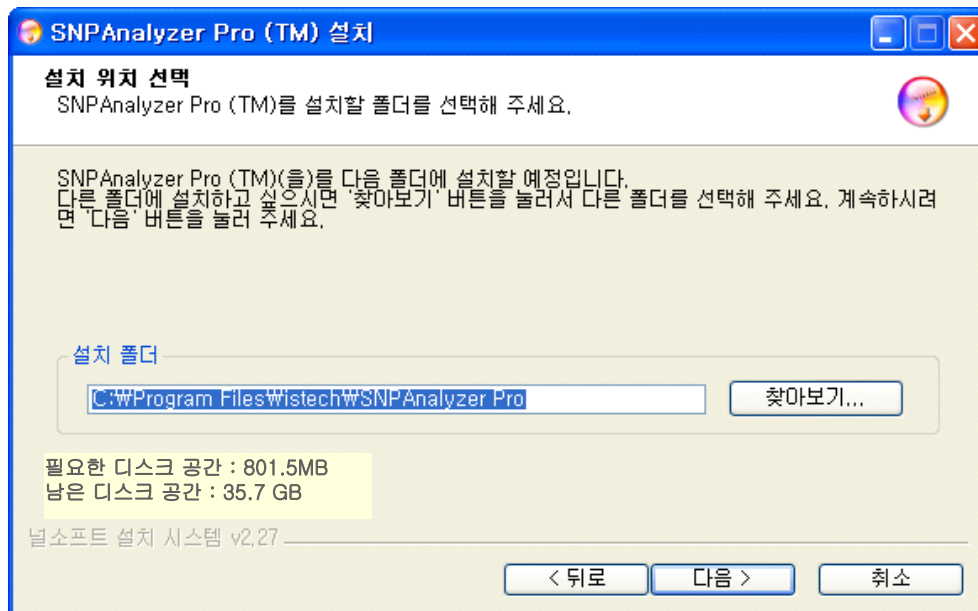 SNPAnalyzer Pro (TM) 설치
설치 위치 선택
SNPAnalyzer Pro (TM)를 설치할 폴더를 선택해 주세요.
SNPAnalyzer Pro (TM)(을)를 다음 폴더에 설치할 예정입니다.
다른 폴더에 설치하고 싶으시면 '찾아보기' 버튼을 눌러서 다른 폴더를 선택해 주세요. 계속하시려
면 '다음' 버튼을 눌러 주세요.
설치 폴더
C:₩Program Files₩istech₩SNPAnalyzer Pro
찾아보기...
필요한 디스크 공간 : 801.5MB
남은 디스크 공간 : 35.7 GB
널소프트 설치 시스템 v2.27
< 뒤로
다음 >
취소